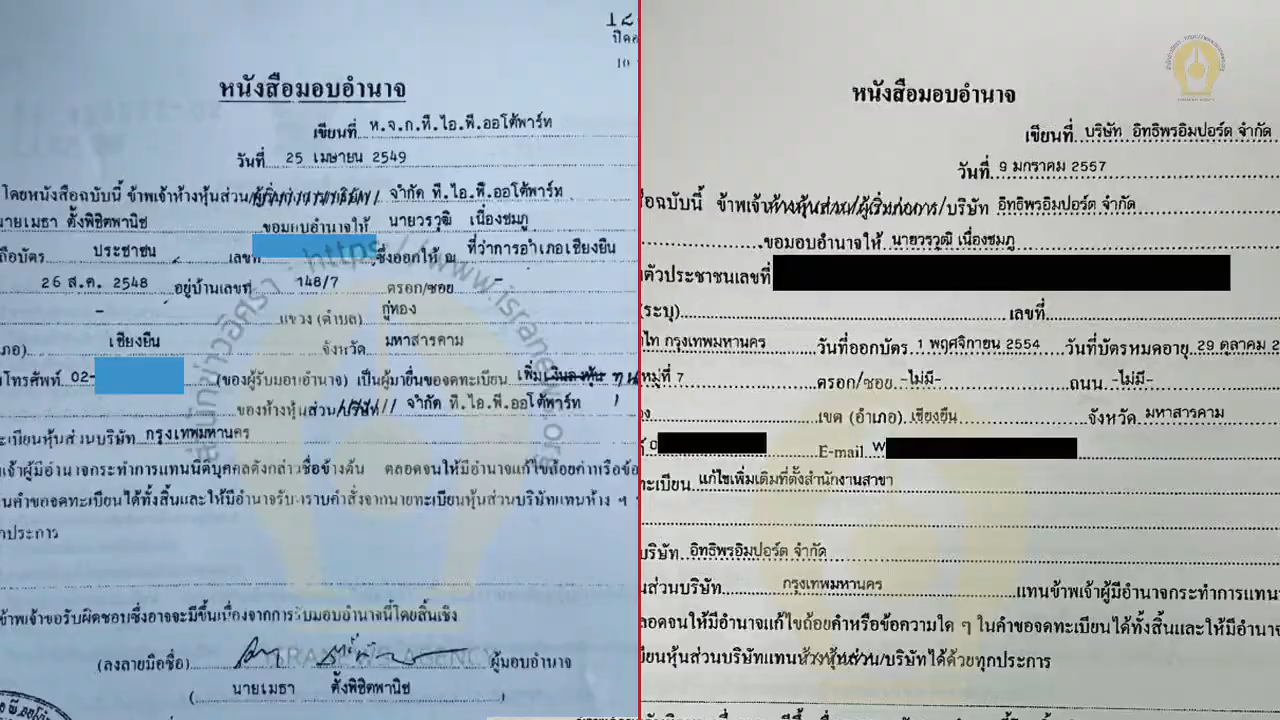 หนังสือมอบอำนาจ
เขียนที่ ห.จ.ก.ที.ไอ.พี.ออโต้พาร์ท
วันที่ 25 เมษายน 2549
โดยหนังสือฉบับนี้ ข้าพเจ้าห้างหุ้นส่วน/ผู้เริ่มก่อการ/บริษัท/ จำกัด ที.ไอ.พี.ออโต้พาร์ท
นายเมธา ตั้งพิชิตพานิช ขอมอบอำนาจให้ นายวรวุฒิ เนื่องชมภู
ถือบัตร ประชาชน เลขที่ ซึ่งออกให้ ณ ที่ว่าการอำเภอเชียงยืน
26 ส.ค. 2548 อยู่บ้านเลขที่ 148/7 ตรอก/ซอย -
- แขวง (ตำบล) กู่ทอง
เชียงยืน จังหวัด มหาสารคาม
โทรศัพท์ 02- (ของผู้รับมอบอำนาจ) เป็นผู้มายื่นขอจดทะเบียน เพิ่มเงินลงหุ้น
ของห้างหุ้นส่วน/บริษัท จำกัด ที.ไอ.พี.ออโต้พาร์ท
ทะเบียนหุ้นส่วนบริษัท กรุงเทพมหานคร
ข้าพเจ้าผู้มีอำนาจกระทำการแทนนิติบุคคลดังกล่าวชื่อข้างต้น ตลอดจนให้มีอำนาจแก้ไขถ้อยคำหรือข้อ
ในคำขอจดทะเบียนได้ทั้งสิ้นและให้มีอำนาจรับทราบคำสั่งจากนายทะเบียนหุ้นส่วนบริษัทแทนห้าง ฯ
ทุกประการ
ข้าพเจ้าขอรับผิดชอบซึ่งอาจจะมีขึ้นเนื่องจากการรับมอบอำนาจนี้โดยสิ้นเชิง
(ลงลายมือชื่อ) ผู้มอบอำนาจ
( นายเมธา ตั้งพิชิตพานิช )
หนังสือมอบอำนาจ
เขียนที่ บริษัท อิทธิพรอิมปอร์ต จำกัด
วันที่ 9 มกราคม 2557
ฉบับนี้ ข้าพเจ้าห้างหุ้นส่วน/ผู้เริ่มก่อการ/บริษัท อิทธิพรอิมปอร์ต จำกัด
ขอมอบอำนาจให้ นายวรวุฒิ เนื่องชมภู
ตัวประชาชนเลขที่
(ระบุ) เลขที่
กรุงเทพมหานคร วันที่ออกบัตร 1 พฤศจิกายน 2554 วันที่บัตรหมดอายุ 29 ตุลาคม 2
หมู่ที่ 7 ตรอก/ซอย -ไม่มี- ถนน -ไม่มี-
เขต (อำเภอ) เชียงยืน จังหวัด มหาสารคาม
E-mail W
ทะเบียน แก้ไขเพิ่มเติมที่ตั้งสำนักงานสาขา
บริษัท อิทธิพรอิมปอร์ต จำกัด
ส่วนบริษัท กรุงเทพมหานคร แทนข้าพเจ้าผู้มีอำนาจกระทำการแทน
ตลอดจนให้มีอำนาจแก้ไขถ้อยคำหรือข้อความใด ๆ ในคำขอจดทะเบียนได้ทั้งสิ้นและให้มีอำนาจ
ทะเบียนหุ้นส่วนบริษัทแทนห้างหุ้นส่วน/บริษัทได้ด้วยทุกประการ
สำนักข่าวอิศรา : https://www.isranews.org
ISRANEWS AGENCY